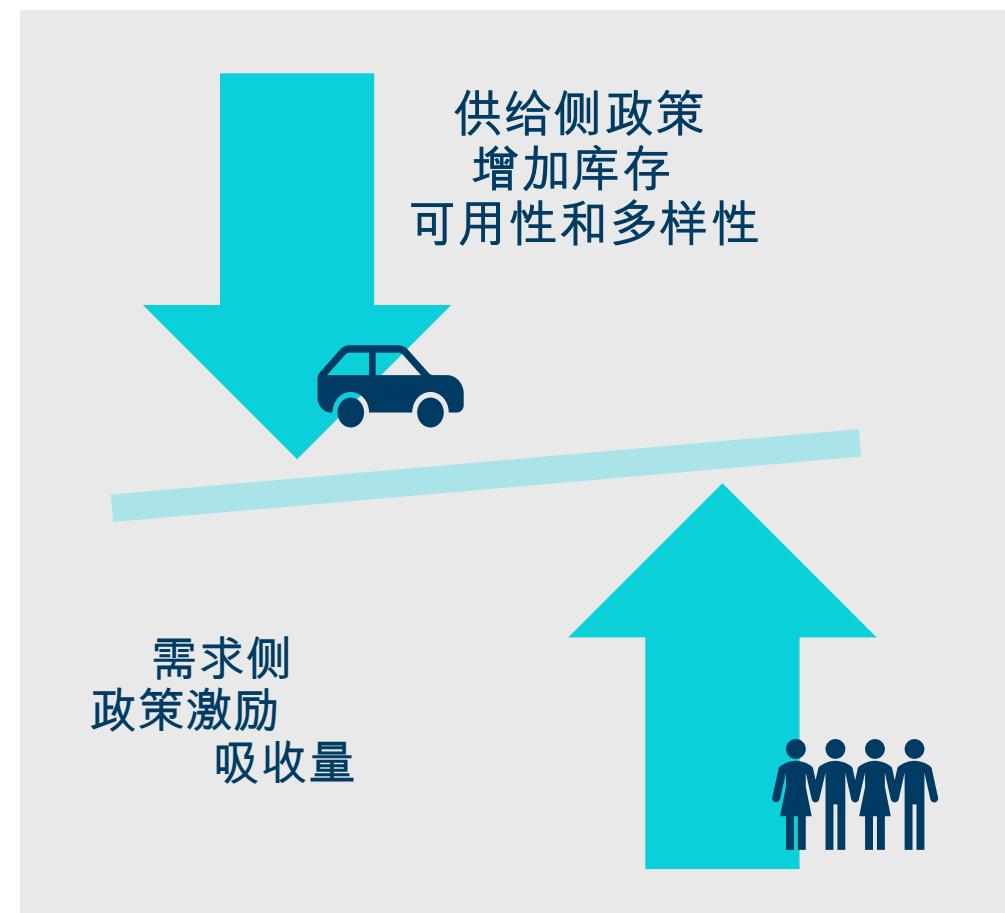 供给侧政策
增加库存
可用性和多样性
需求侧
政策激励
吸收量